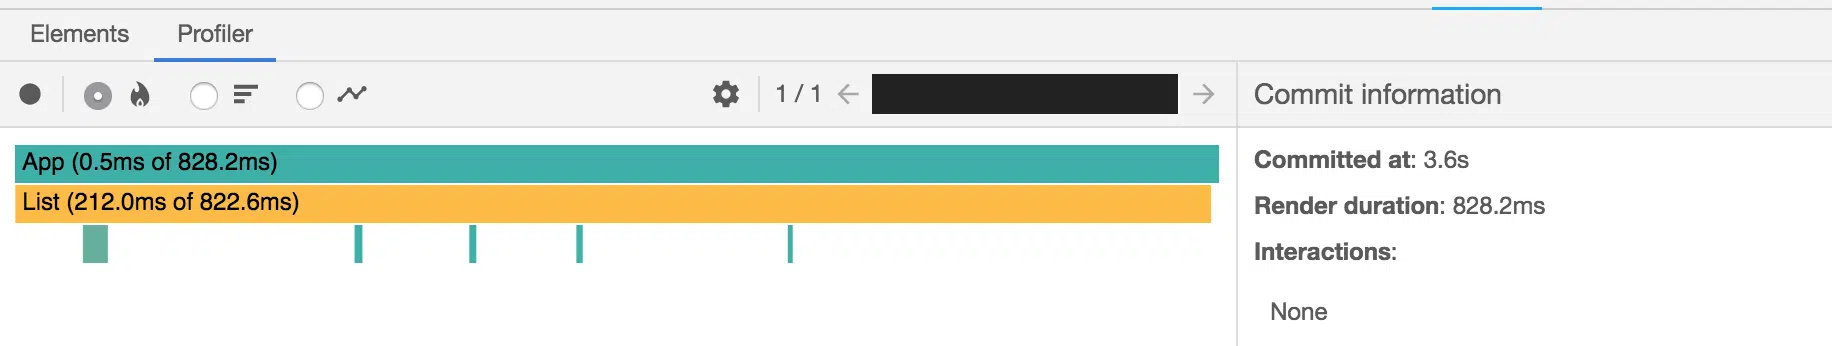 Elements Profiler
1 / 1
Commit information
App (0.5ms of 828.2ms)
List (212.0ms of 822.6ms)
Committed at: 3.6s
Render duration: 828.2ms
Interactions:
None